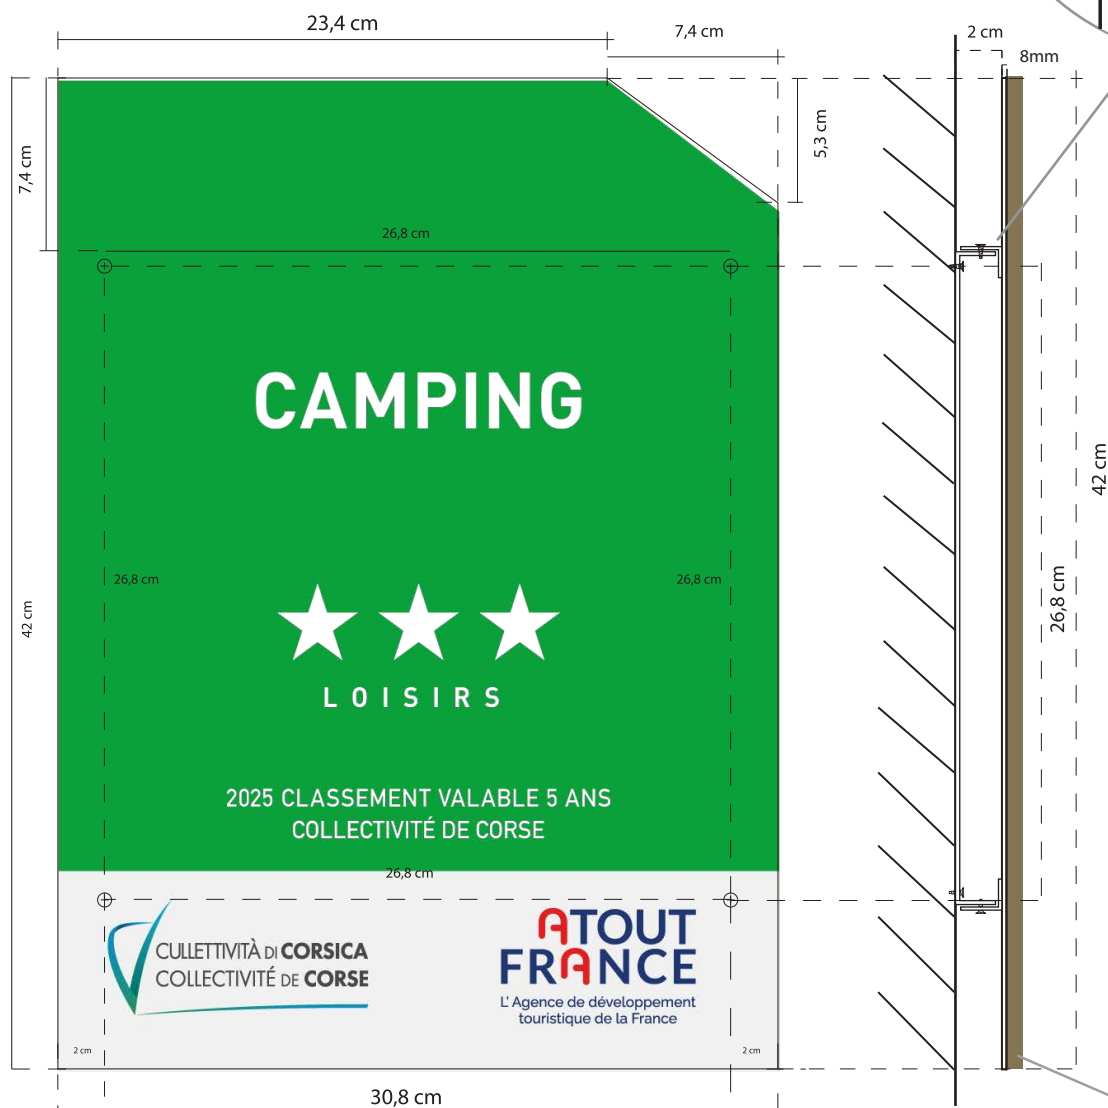 23,4 cm
7,4 cm
2 cm
8mm
5,3 cm
7,4 cm
26,8 cm
CAMPING
42 cm
26,8 cm
26,8 cm
26,8 cm
42 cm
LOISIRS
2025 CLASSEMENT VALABLE 5 ANS
COLLECTIVITÉ DE CORSE
26,8 cm
CULLETTIVITÀ DI CORSICA
COLLECTIVITÉ DE CORSE
ATOUT
FRANCE
L'Agence de développement
touristique de la France
2 cm
2 cm
30,8 cm